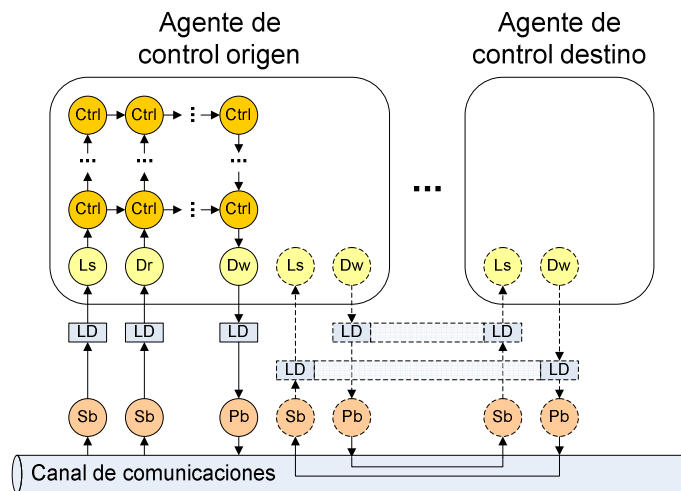 Agente de control origen
Agente de control destino
Ctrl Ctrl ... Ctrl
... ... ...
Ctrl Ctrl ... Ctrl
...
Ls Dr Dw Ls Dw Ls Dw
LD LD LD LD LD
LD LD
Sb Sb Pb Sb Pb Sb Pb
Canal de comunicaciones